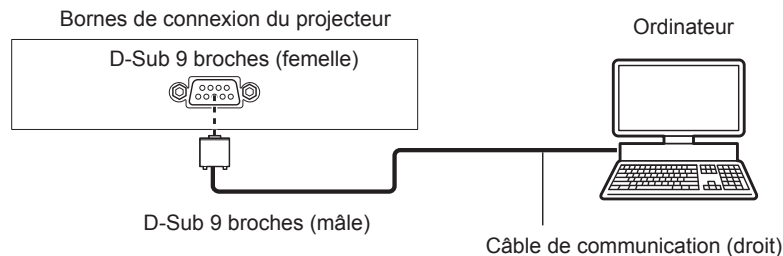 Bornes de connexion du projecteur
Ordinateur
D-Sub 9 broches (femelle)
D-Sub 9 broches (mâle)
Câble de communication (droit)